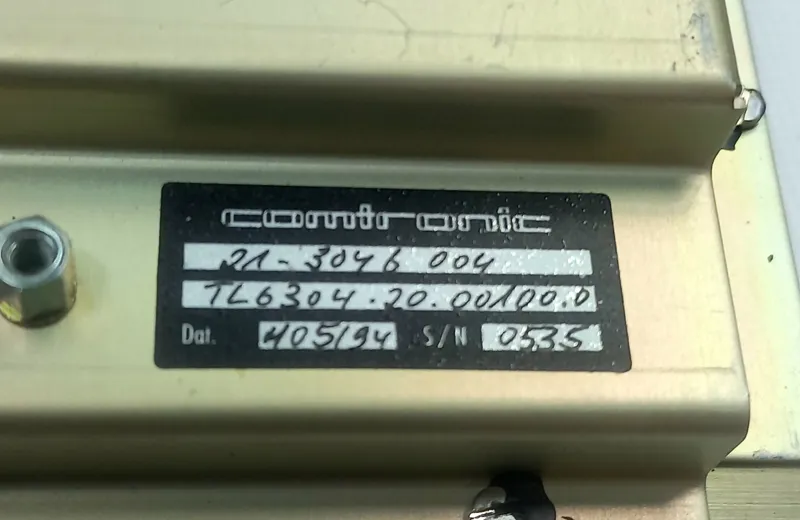 comtronic
21-3046 004
TL6304.20.00100.0
Dat. 405/94 S/N 0535